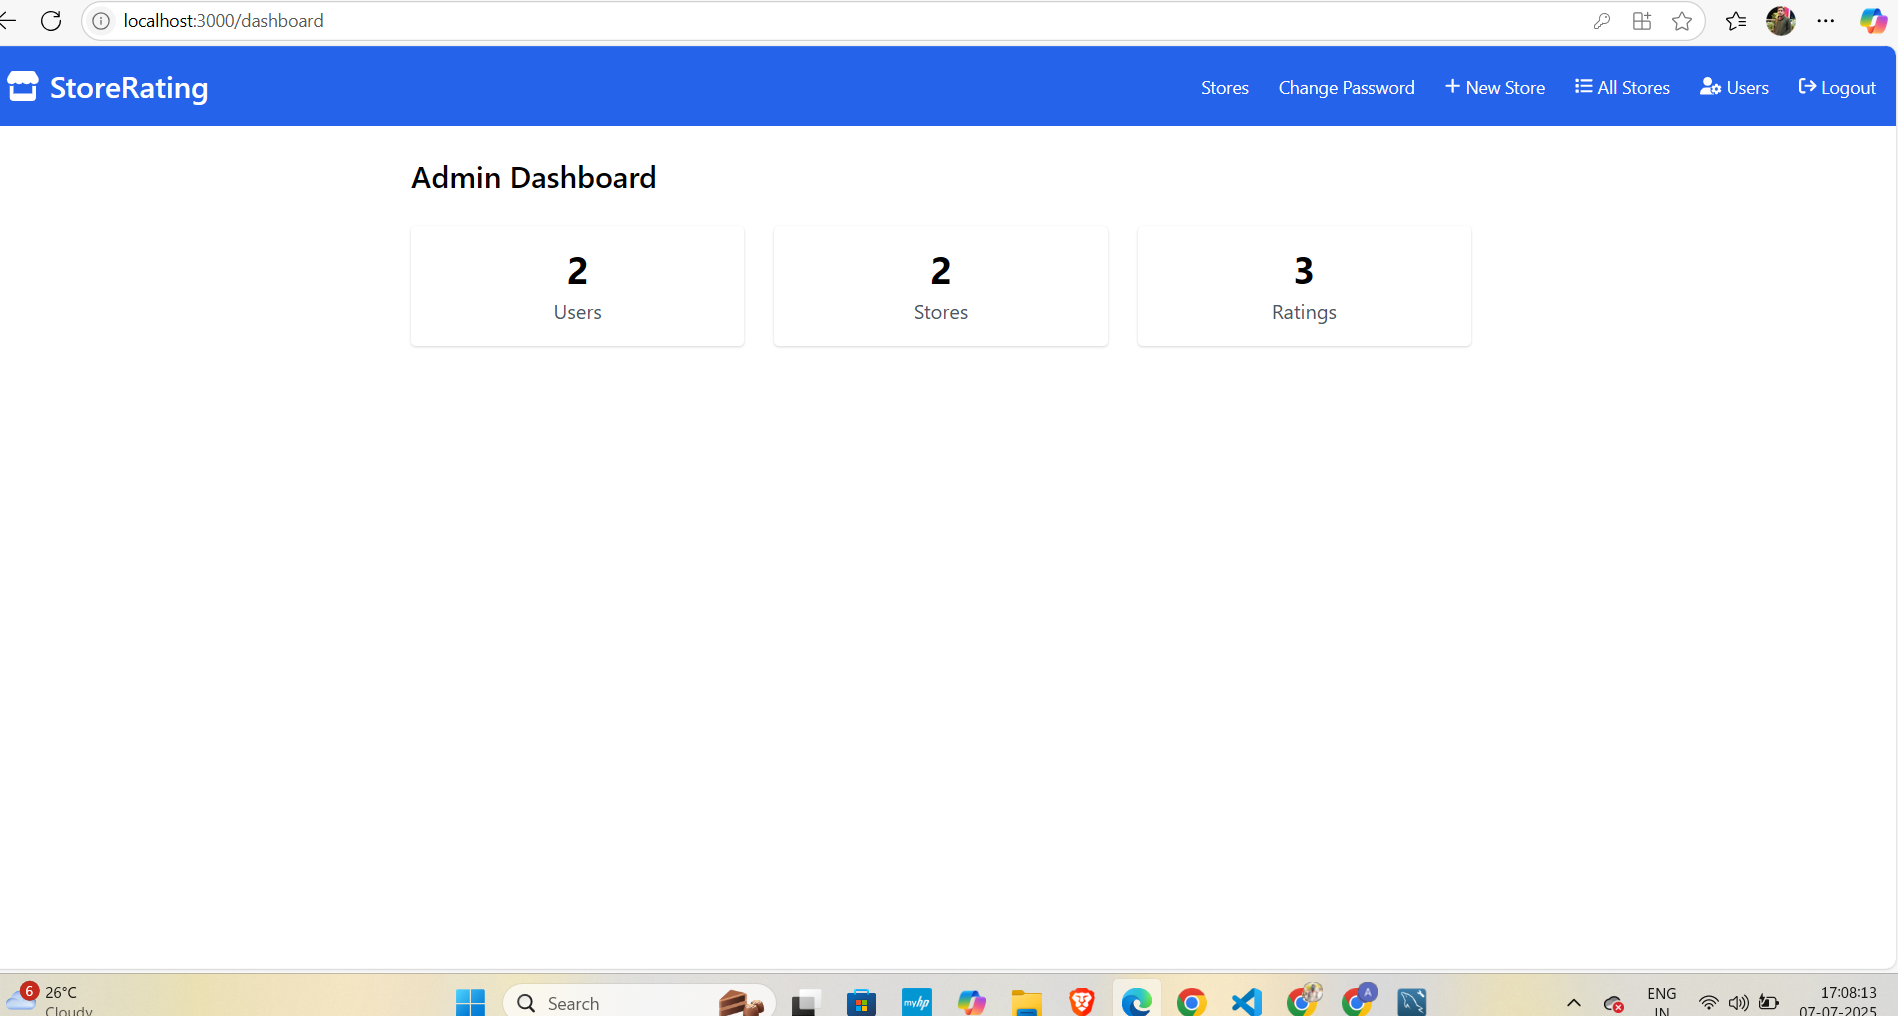 localhost:3000/dashboard
StoreRating
Stores
Change Password
New Store
All Stores
Users
Logout
Admin Dashboard
2
Users
2
Stores
3
Ratings
6
26°C
Cloudy
Search
myhp
A
ENG
IN
17:08:13
07-07-2025